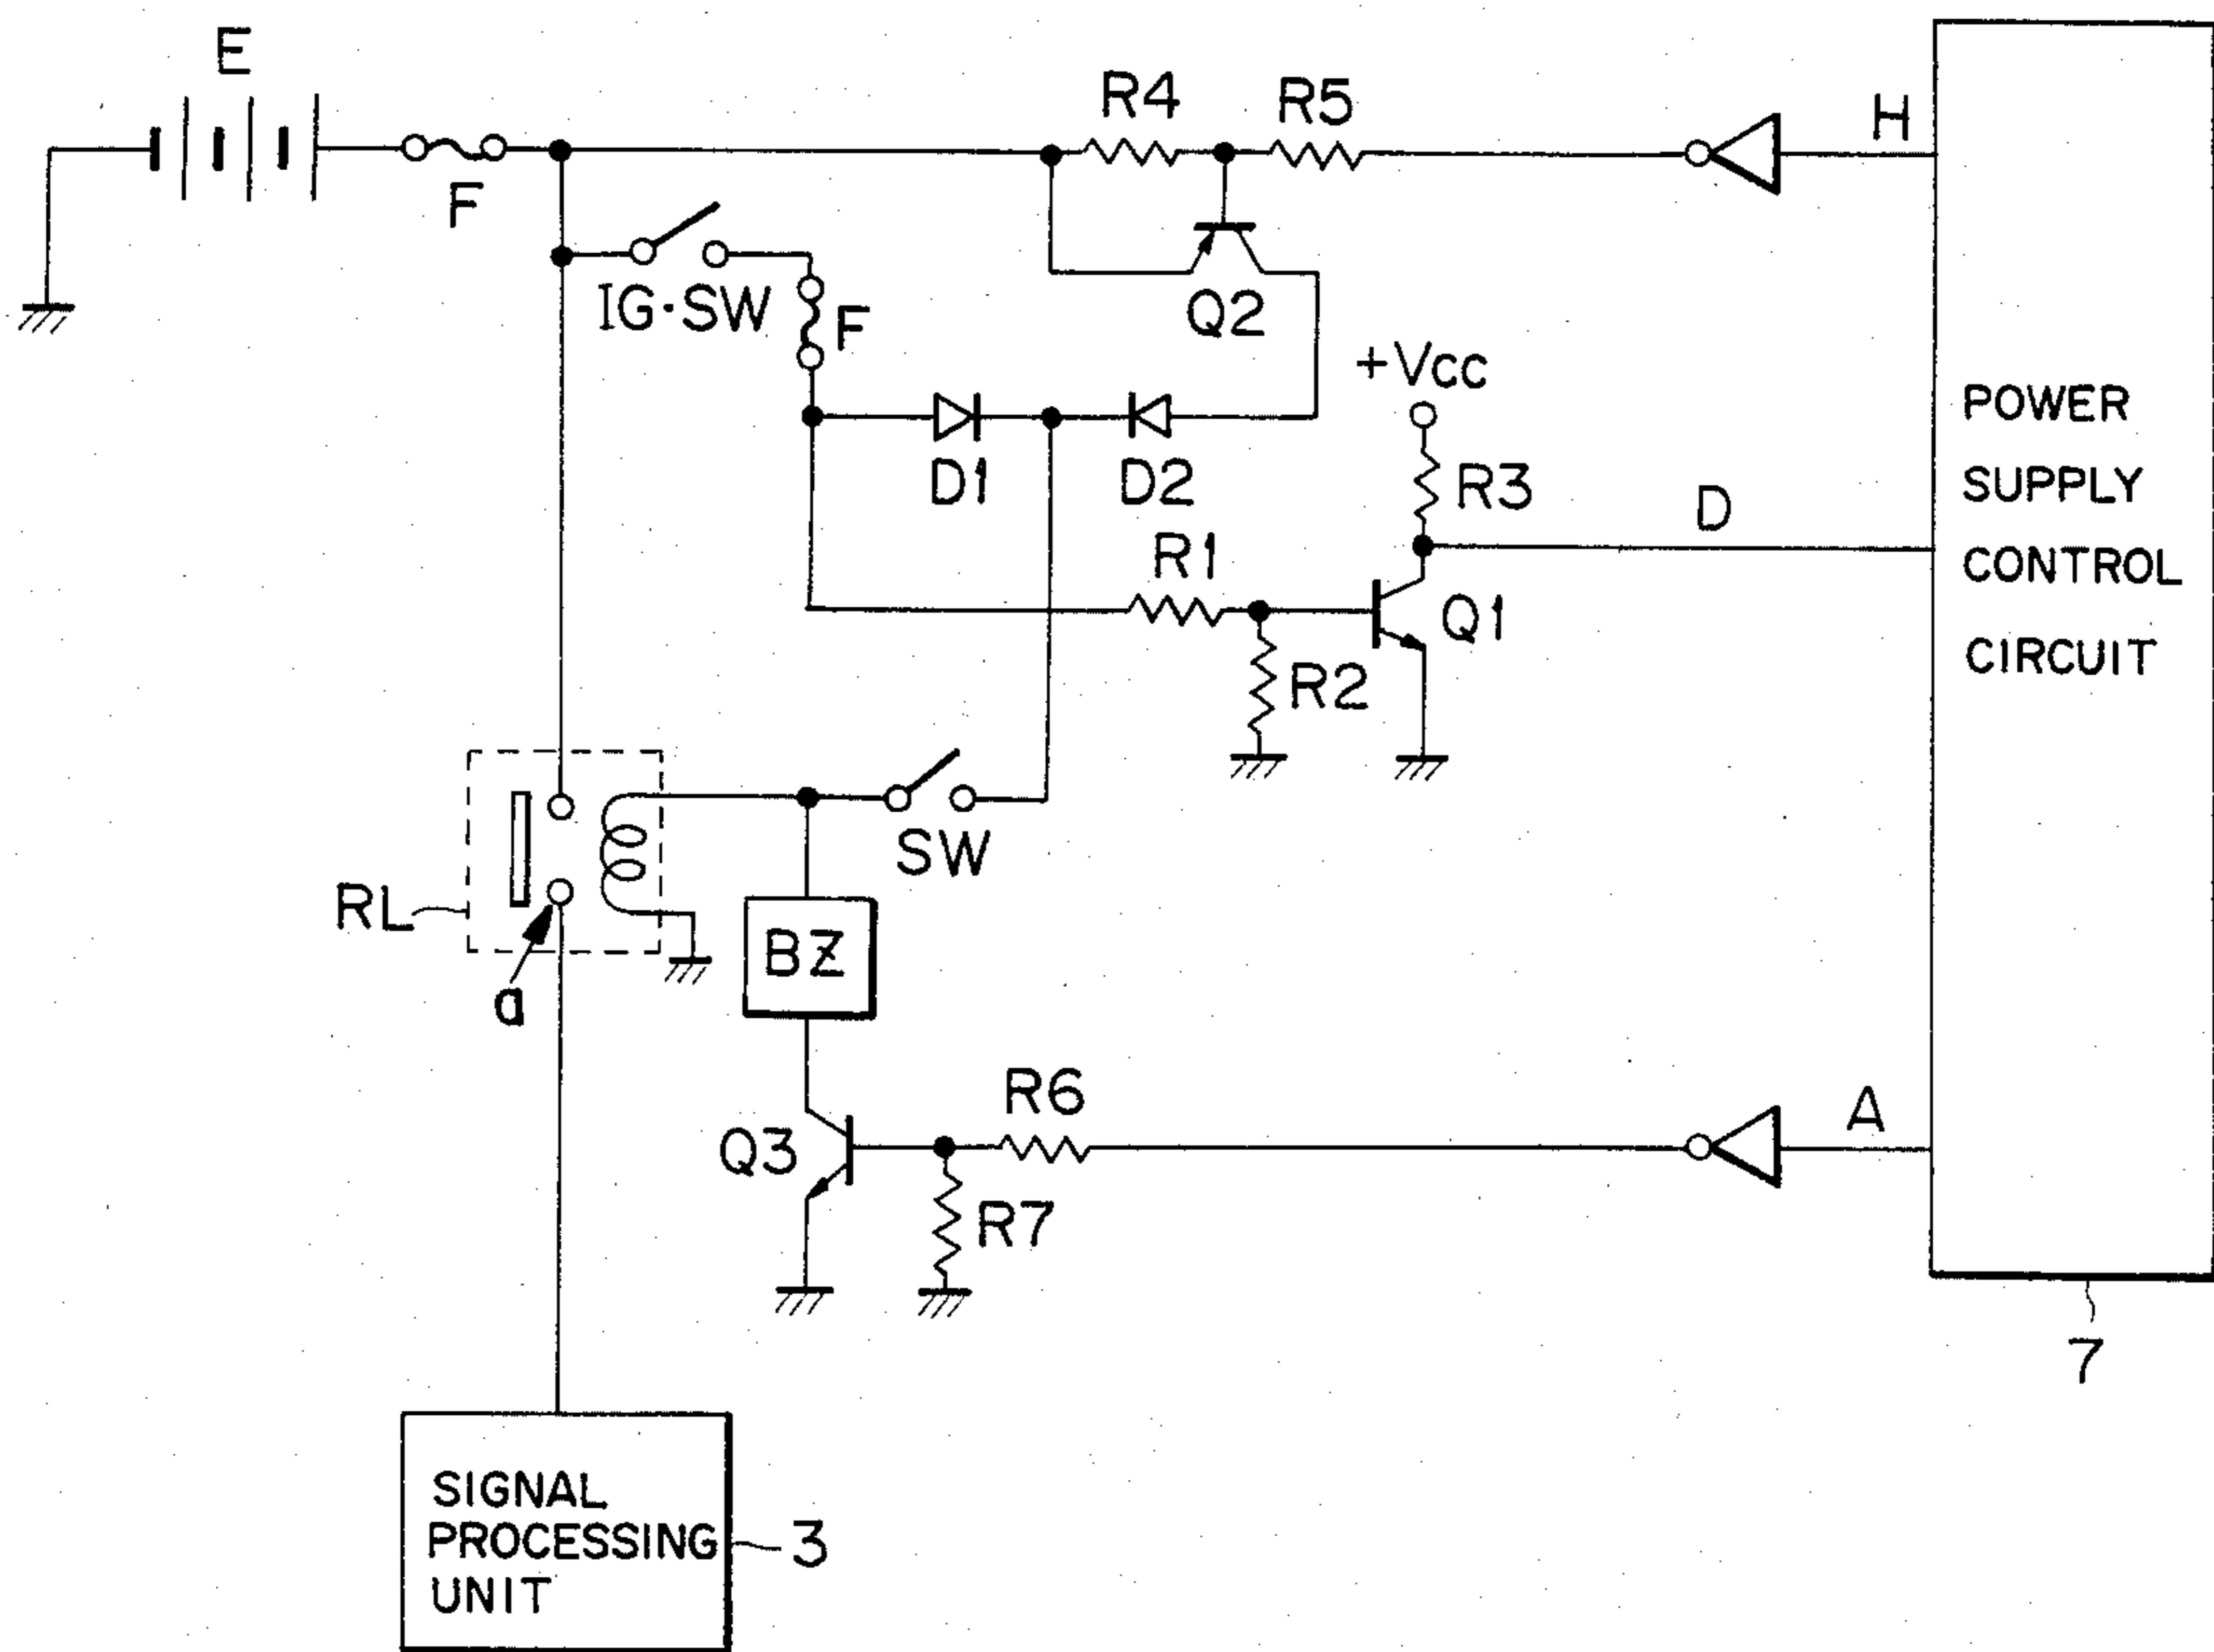 E
F
R4
R5
H
IG·SW
F
Q2
+Vcc
D1
D2
R3
D
R1
Q1
R2
POWER
SUPPLY
CONTROL
CIRCUIT
RL
SW
a
BZ
R6
A
Q3
R7
7
SIGNAL
PROCESSING
UNIT
3